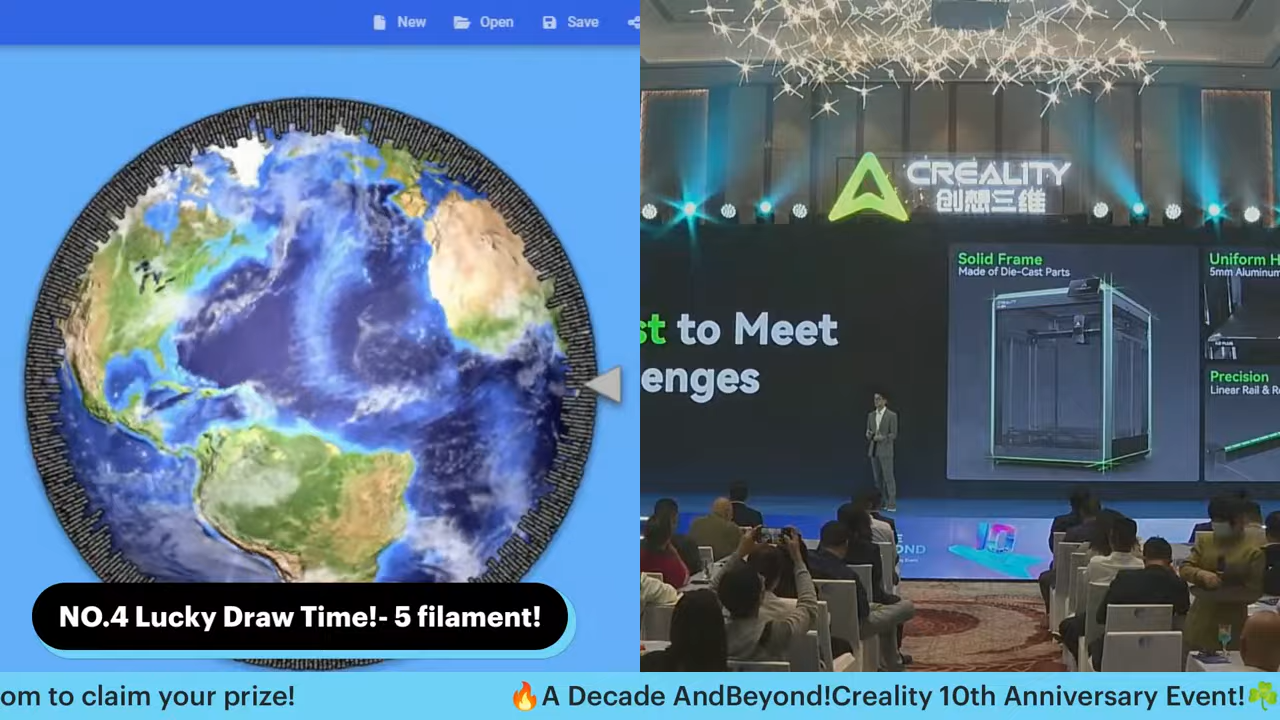 New
Open
Save
NO.4 Lucky Draw Time!- 5 filament!
CREALITY
创想三维
st to Meet
enges
Solid Frame
Made of Die-Cast Parts
Uniform H
5mm Aluminum
Precision
Linear Rail & R
OND
om to claim your prize!
🔥A Decade AndBeyond!Creality 10th Anniversary Event!☘️